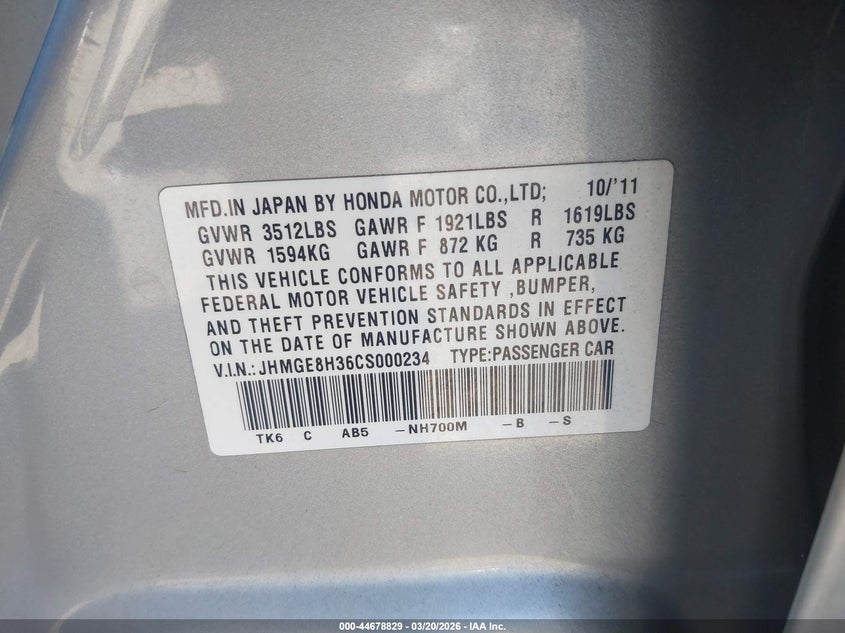 MFD.IN JAPAN BY HONDA MOTOR CO.,LTD; 10/'11
GVWR 3512LBS GAWR F 1921LBS R 1619LBS
GVWR 1594KG GAWR F 872 KG R 735 KG
THIS VEHICLE CONFORMS TO ALL APPLICABLE
FEDERAL MOTOR VEHICLE SAFETY ,BUMPER,
AND THEFT PREVENTION STANDARDS IN EFFECT
ON THE DATE OF MANUFACTURE SHOWN ABOVE.
V.I.N.: JHMGE8H36CS000234 TYPE:PASSENGER CAR
TK6 C AB5 -NH700M -B -S
000-44678829 - 03/20/2026 - IAA Inc.